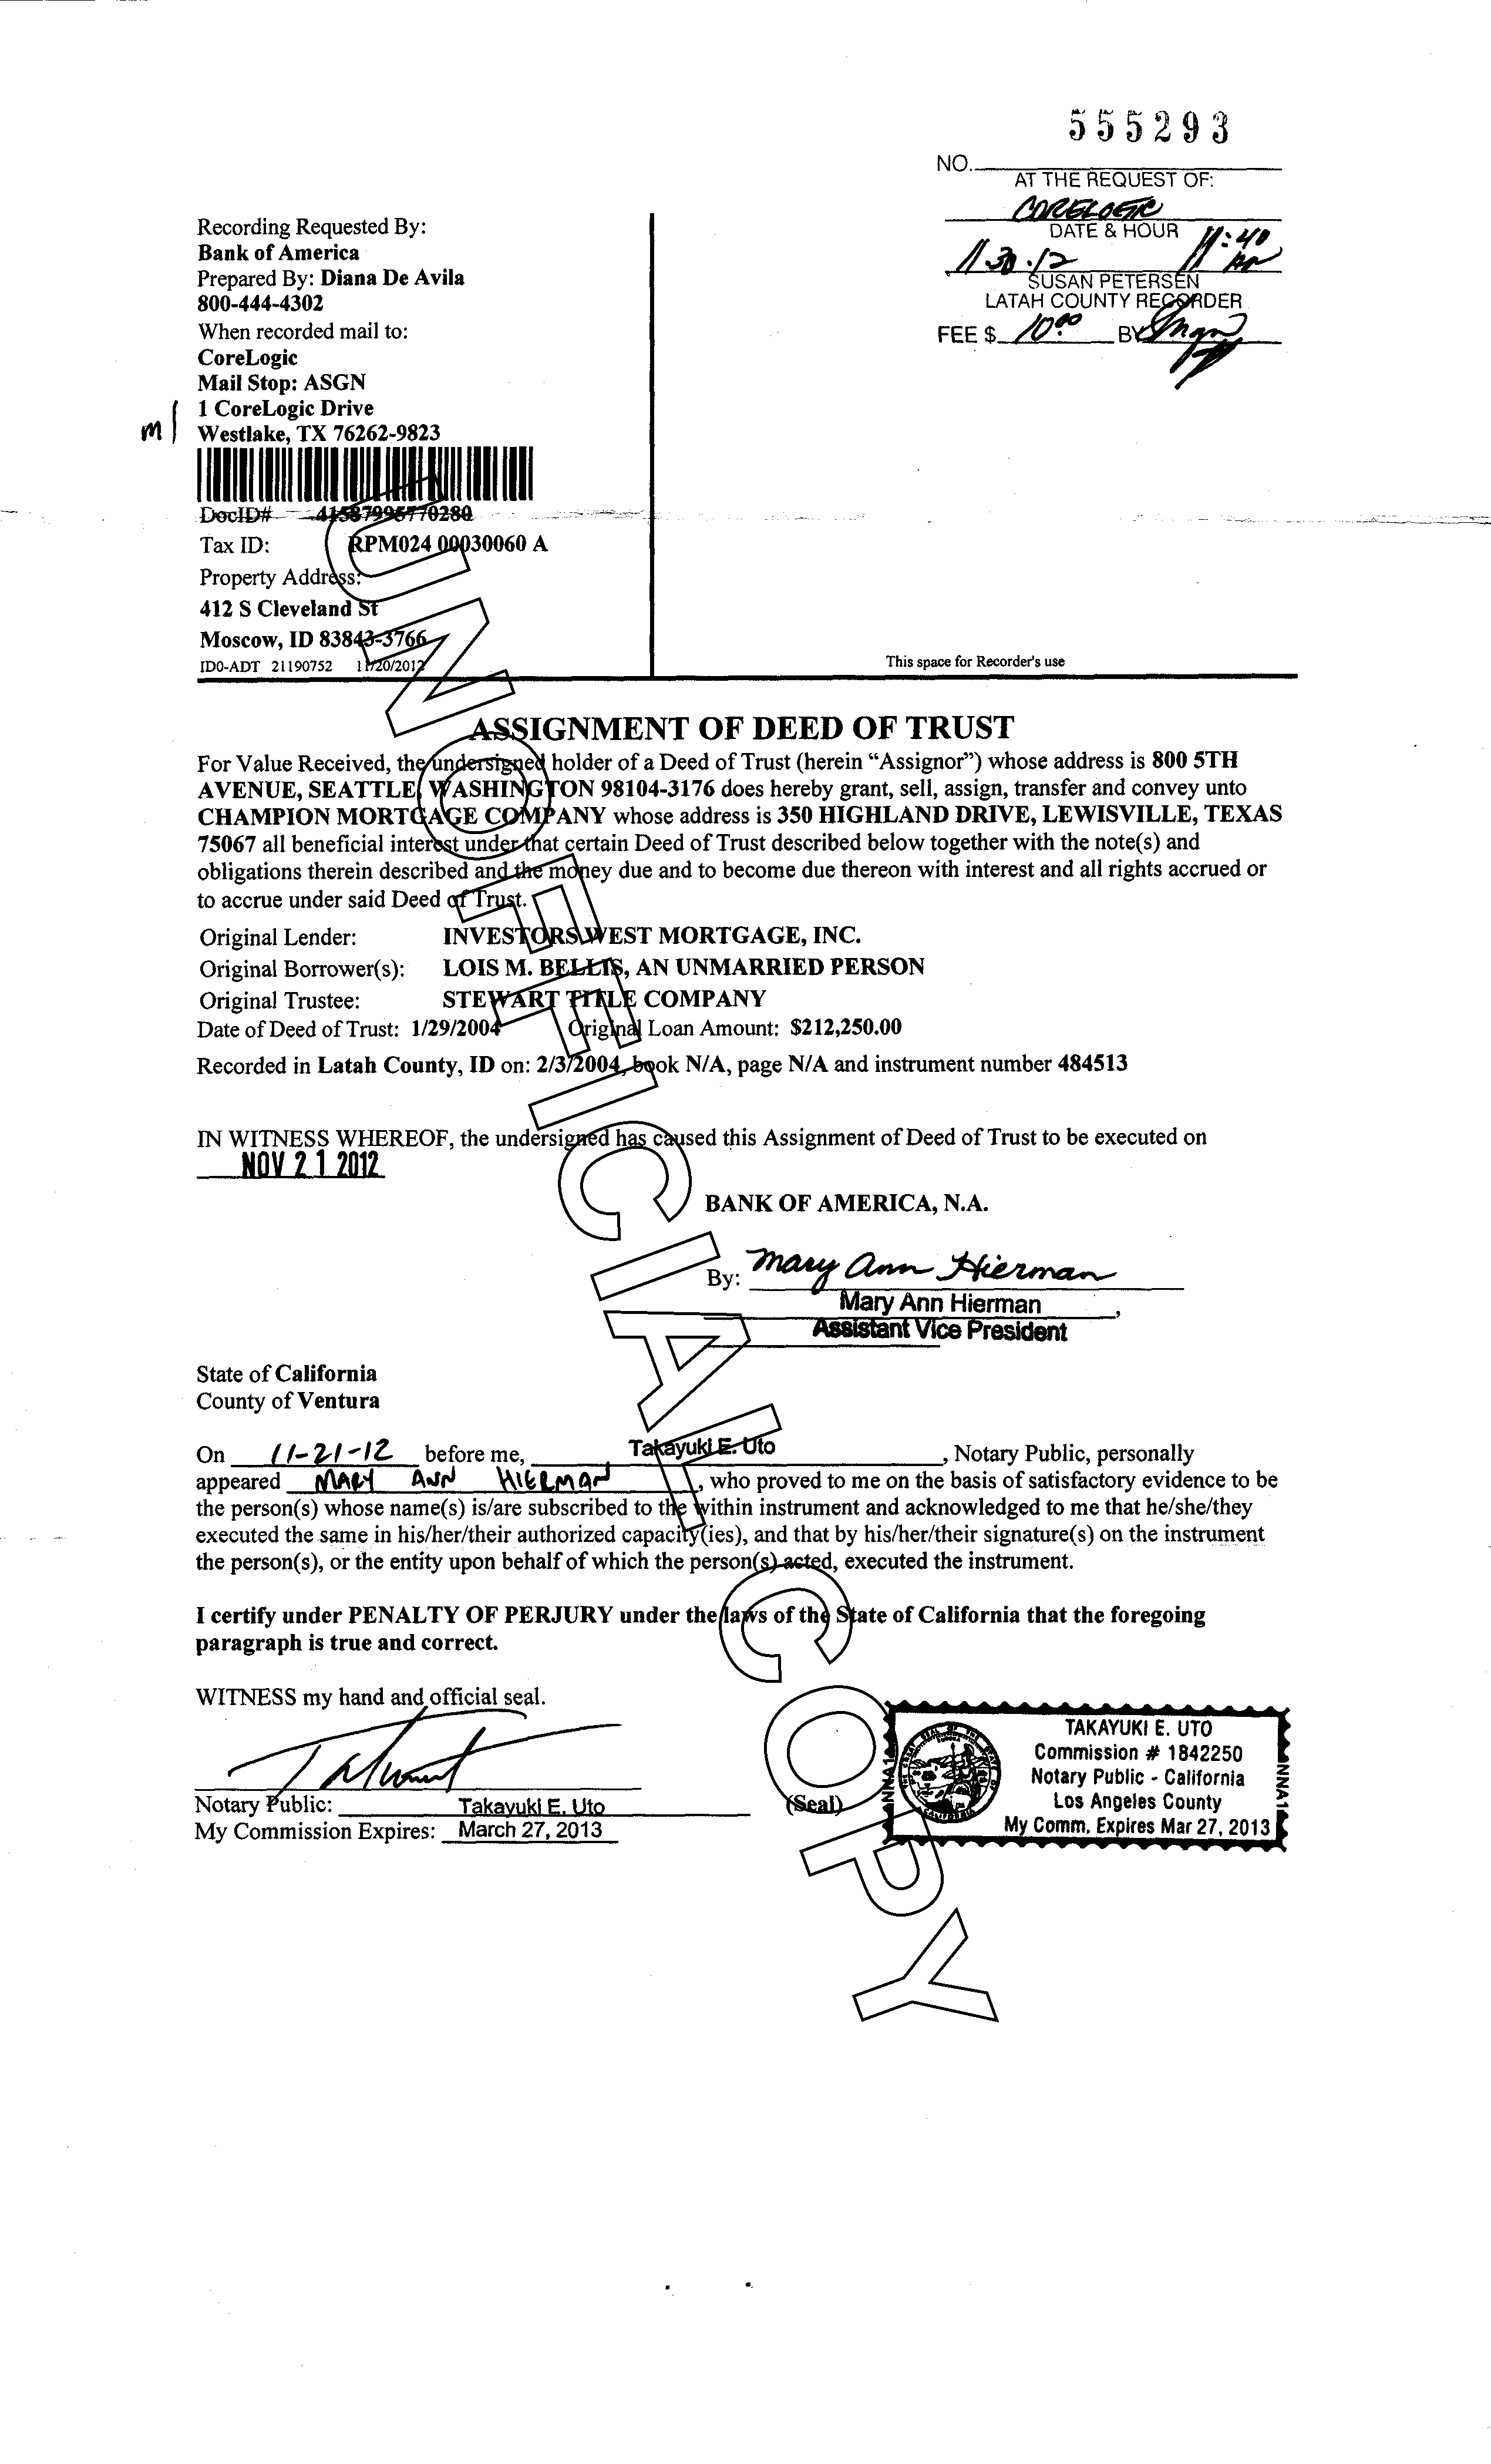 555293
NO.
AT THE REQUEST OF:
CORELOGIC
DATE & HOUR
11.30.12 11:40 AM
SUSAN PETERSEN
LATAH COUNTY RECORDER
FEE $ 10.00 BY
Recording Requested By:
Bank of America
Prepared By: Diana De Avila
800-444-4302
When recorded mail to:
CoreLogic
Mail Stop: ASGN
1 CoreLogic Drive
m Westlake, TX 76262-9823
DocID# 41587995770280
Tax ID: RPM024 00030060 A
Property Address:
412 S Cleveland St
Moscow, ID 83843-3766
ID0-ADT 21190752 11/20/2012
This space for Recorder's use
ASSIGNMENT OF DEED OF TRUST
For Value Received, the undersigned holder of a Deed of Trust (herein “Assignor”) whose address is 800 5TH
AVENUE, SEATTLE, WASHINGTON 98104-3176 does hereby grant, sell, assign, transfer and convey unto
CHAMPION MORTGAGE COMPANY whose address is 350 HIGHLAND DRIVE, LEWISVILLE, TEXAS
75067 all beneficial interest under that certain Deed of Trust described below together with the note(s) and
obligations therein described and the money due and to become due thereon with interest and all rights accrued or
to accrue under said Deed of Trust.
Original Lender: INVESTORS WEST MORTGAGE, INC.
Original Borrower(s): LOIS M. BELLIS, AN UNMARRIED PERSON
Original Trustee: STEWART TITLE COMPANY
Date of Deed of Trust: 1/29/2004 Original Loan Amount: $212,250.00
Recorded in Latah County, ID on: 2/3/2004, book N/A, page N/A and instrument number 484513
IN WITNESS WHEREOF, the undersigned has caused this Assignment of Deed of Trust to be executed on
NOV 21 2012
BANK OF AMERICA, N.A.
By: Mary Ann Hierman
Mary Ann Hierman,
Assistant Vice President
State of California
County of Ventura
On 11-21-12 before me, Takayuki E. Uto, Notary Public, personally
appeared MARY ANN HIERMAN, who proved to me on the basis of satisfactory evidence to be
the person(s) whose name(s) is/are subscribed to the within instrument and acknowledged to me that he/she/they
executed the same in his/her/their authorized capacity(ies), and that by his/her/their signature(s) on the instrument
the person(s), or the entity upon behalf of which the person(s) acted, executed the instrument.
I certify under PENALTY OF PERJURY under the laws of the State of California that the foregoing
paragraph is true and correct.
WITNESS my hand and official seal.
Notary Public: Takayuki E. Uto (Seal)
My Commission Expires: March 27, 2013
TAKAYUKI E. UTO
Commission # 1842250
Notary Public - California
Los Angeles County
My Comm. Expires Mar 27, 2013
NNA1
NNA1
UNOFFICIAL COPY